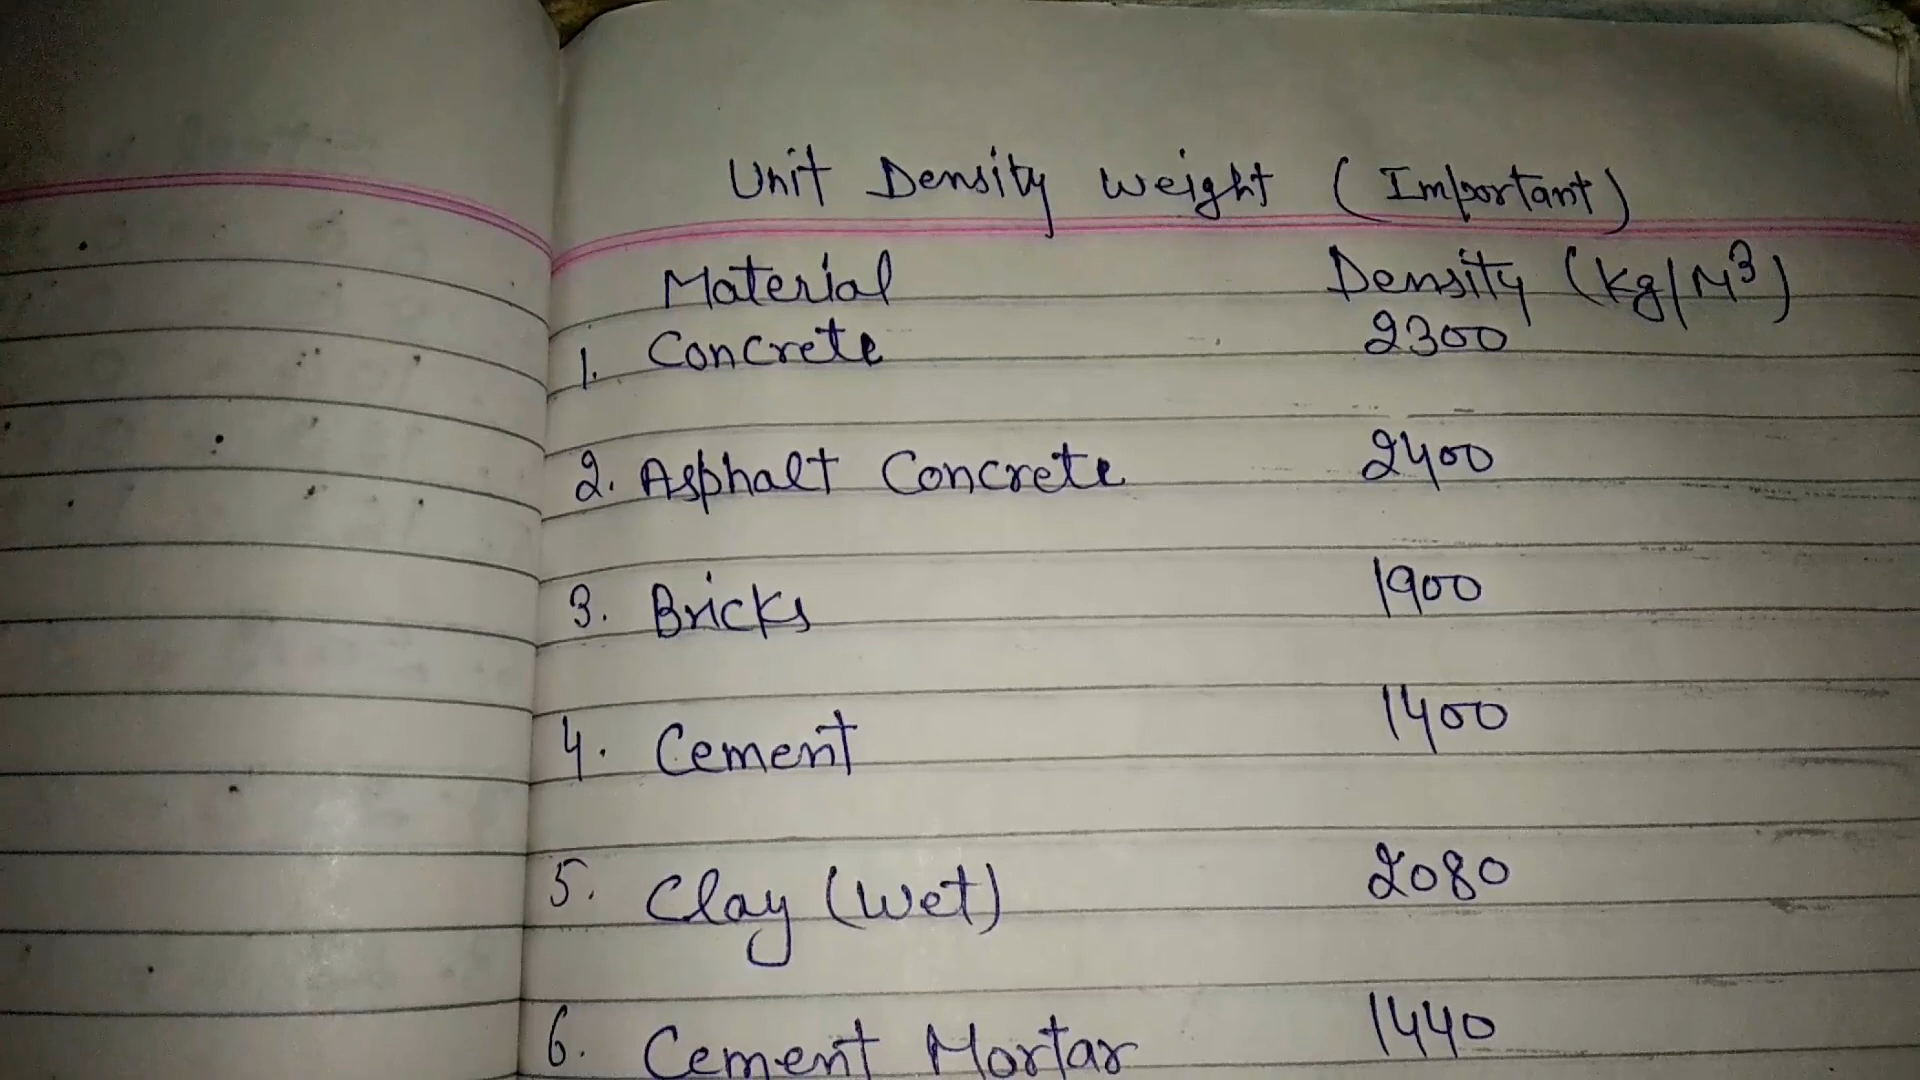 Unit Density Weight (Important)
Material Density (Kg/M³)
1. Concrete 2300
2. Asphalt Concrete 2400
3. Bricks 1900
4. Cement 1400
5. Clay (Wet) 2080
6. Cement Mortar 1440